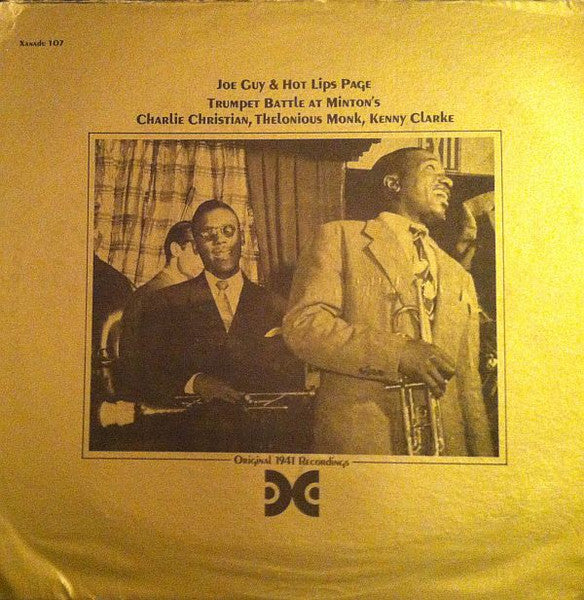 Xanadu 107
Joe Guy & Hot Lips Page
Trumpet Battle at Minton's
Charlie Christian, Thelonious Monk, Kenny Clarke
Original 1941 Recordings